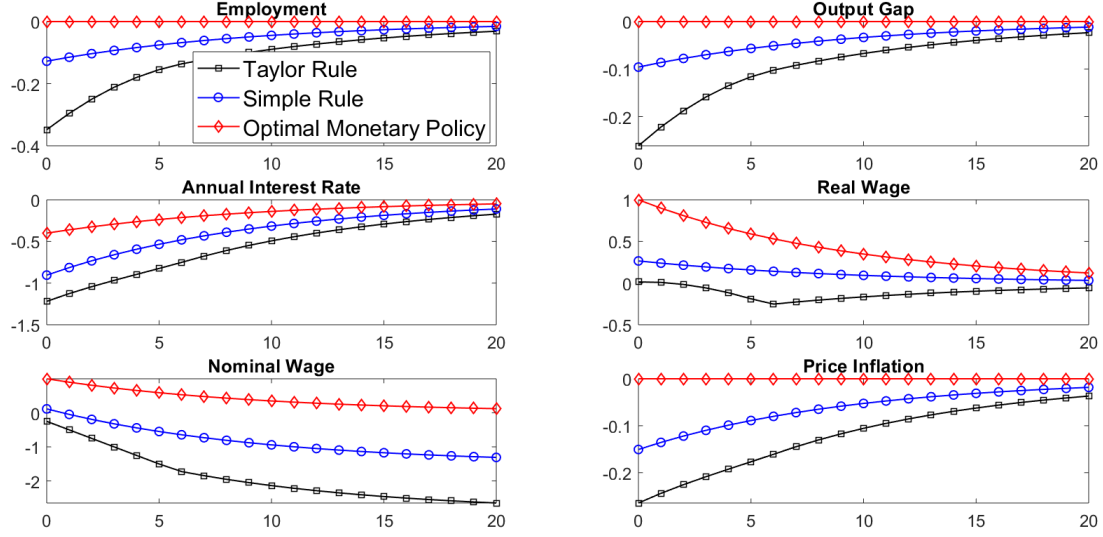 Employment
0
-0.2
-0.4
0 5 10 15 20
Taylor Rule
Simple Rule
Optimal Monetary Policy
Output Gap
0
-0.1
-0.2
0 5 10 15 20
Annual Interest Rate
0
-0.5
-1
-1.5
0 5 10 15 20
Real Wage
1
0.5
0
-0.5
0 5 10 15 20
Nominal Wage
0
-1
-2
0 5 10 15 20
Price Inflation
0
-0.1
-0.2
0 5 10 15 20